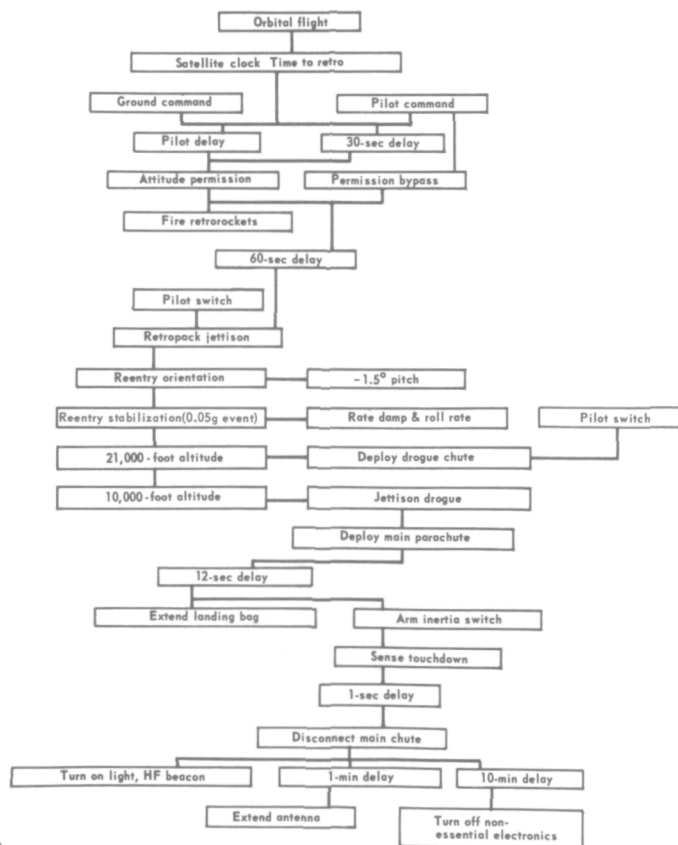 Orbital flight
Satellite clock Time to retro
Ground command
Pilot command
Pilot delay
30-sec delay
Attitude permission
Permission bypass
Fire retrorockets
60-sec delay
Pilot switch
Retropack jettison
Reentry orientation
-1.5° pitch
Reentry stabilization(0.05g event)
Rate damp & roll rate
Pilot switch
21,000-foot altitude
Deploy drogue chute
10,000-foot altitude
Jettison drogue
Deploy main parachute
12-sec delay
Extend landing bag
Arm inertia switch
Sense touchdown
1-sec delay
Disconnect main chute
Turn on light, HF beacon
1-min delay
10-min delay
Extend antenna
Turn off non-
essential electronics